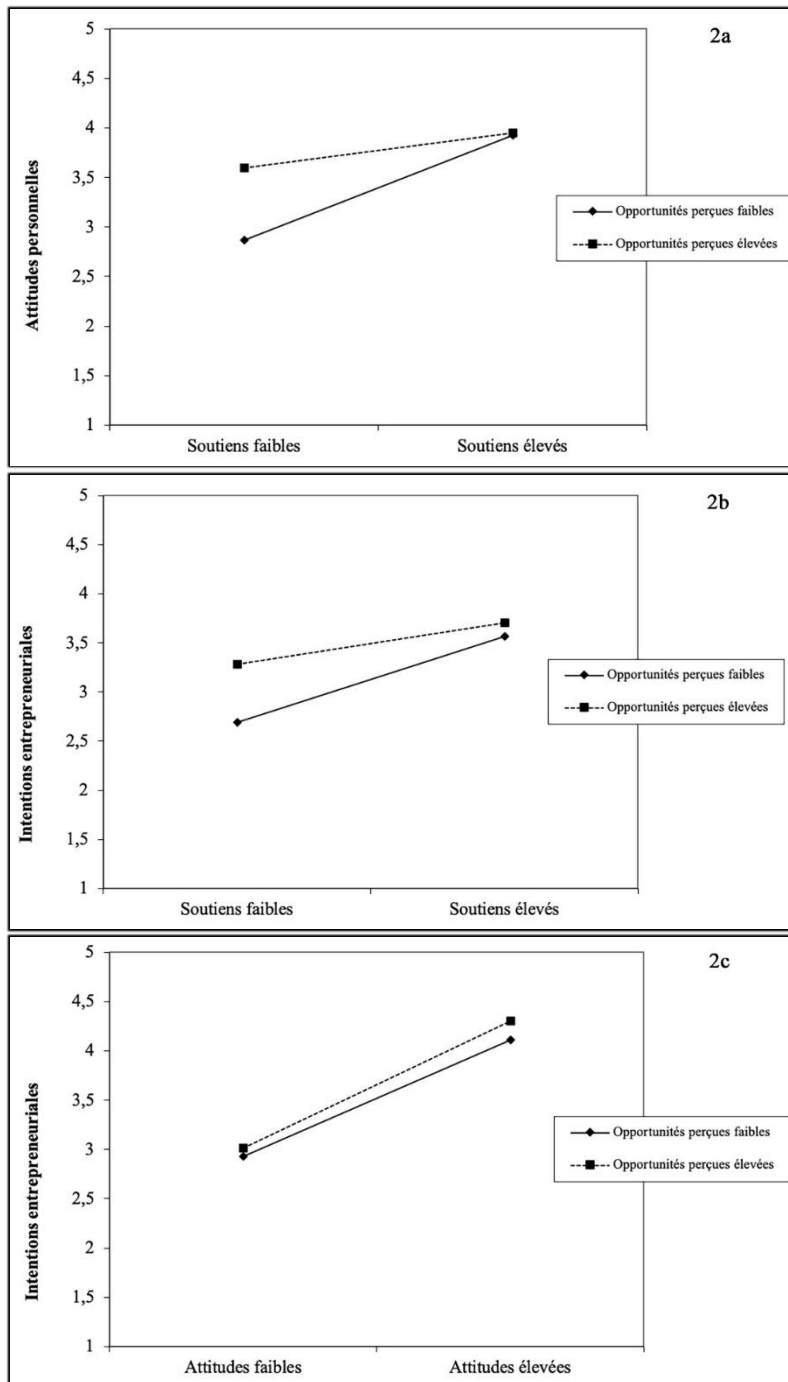 2a
5
4,5
4
3,5
3
2,5
2
1,5
1
Attitudes personnelles
Soutiens faibles
Soutiens élevés
Opportunités perçues faibles
Opportunités perçues élevées
2b
5
4,5
4
3,5
3
2,5
2
1,5
1
Intentions entrepreneuriales
Soutiens faibles
Soutiens élevés
Opportunités perçues faibles
Opportunités perçues élevées
2c
5
4,5
4
3,5
3
2,5
2
1,5
1
Intentions entrepreneuriales
Attitudes faibles
Attitudes élevées
Opportunités perçues faibles
Opportunités perçues élevées